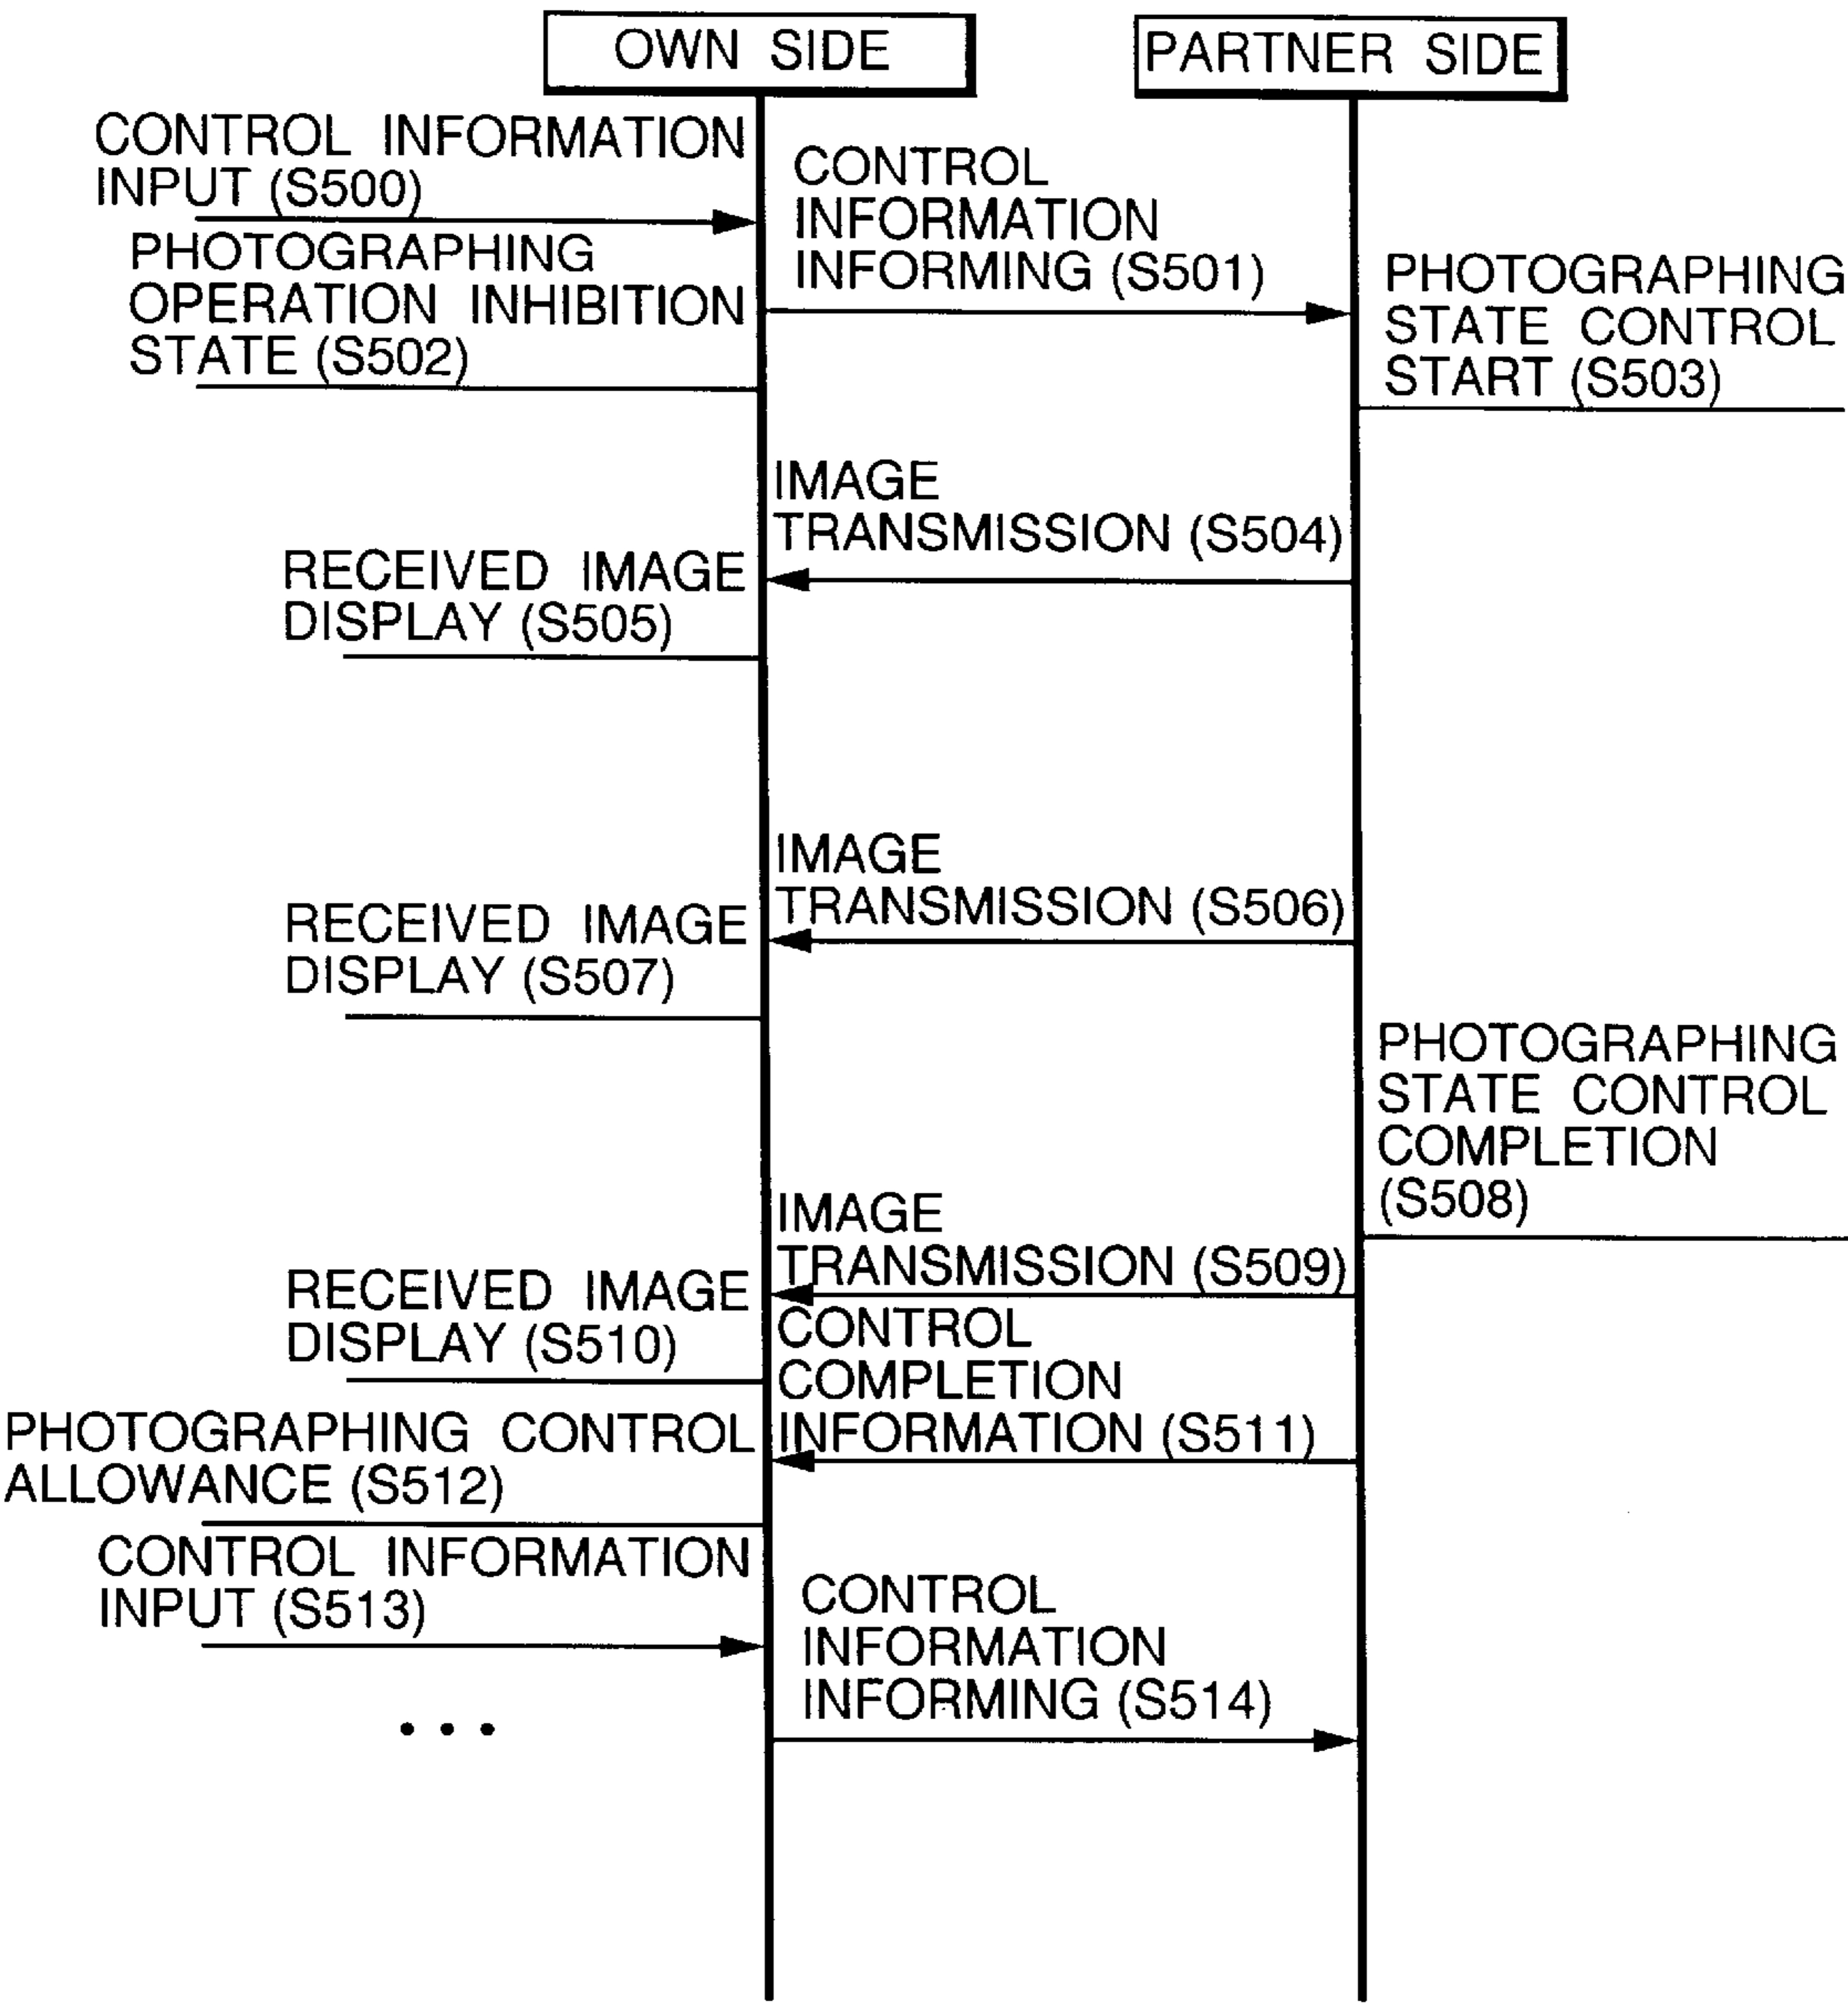 OWN SIDE
PARTNER SIDE
CONTROL INFORMATION
INPUT (S500)
CONTROL
INFORMATION
INFORMING (S501)
PHOTOGRAPHING
OPERATION INHIBITION
STATE (S502)
PHOTOGRAPHING
STATE CONTROL
START (S503)
IMAGE
TRANSMISSION (S504)
RECEIVED IMAGE
DISPLAY (S505)
IMAGE
TRANSMISSION (S506)
RECEIVED IMAGE
DISPLAY (S507)
PHOTOGRAPHING
STATE CONTROL
COMPLETION
(S508)
IMAGE
TRANSMISSION (S509)
RECEIVED IMAGE
DISPLAY (S510)
CONTROL
COMPLETION
INFORMATION (S511)
PHOTOGRAPHING CONTROL
ALLOWANCE (S512)
CONTROL INFORMATION
INPUT (S513)
CONTROL
INFORMATION
INFORMING (S514)
• • •